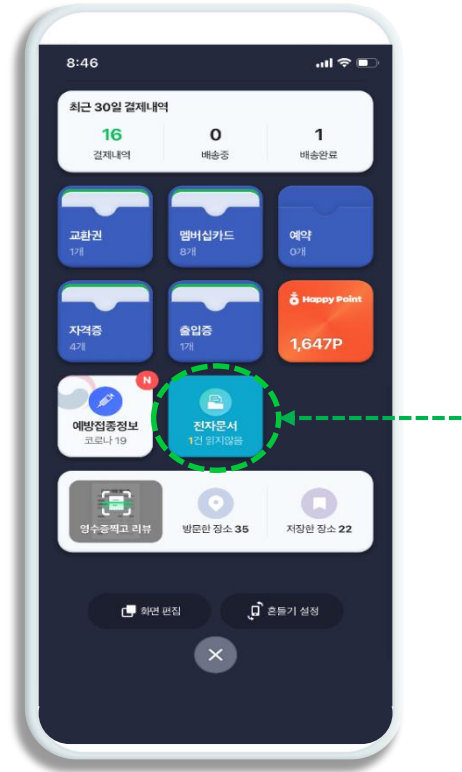 8:46
최근 30일 결제내역
16 0 1
결제내역 배송중 배송완료
교환권 멤버십카드 예약
1개 8개 0개
Happy Point
자격증 출입증 1,647P
4개 1개
N
예방접종정보 전자문서
코로나 19 1건 읽지않음
영수증찍고 리뷰 방문한 장소 35 저장한 장소 22
화면 편집 흔들기 설정